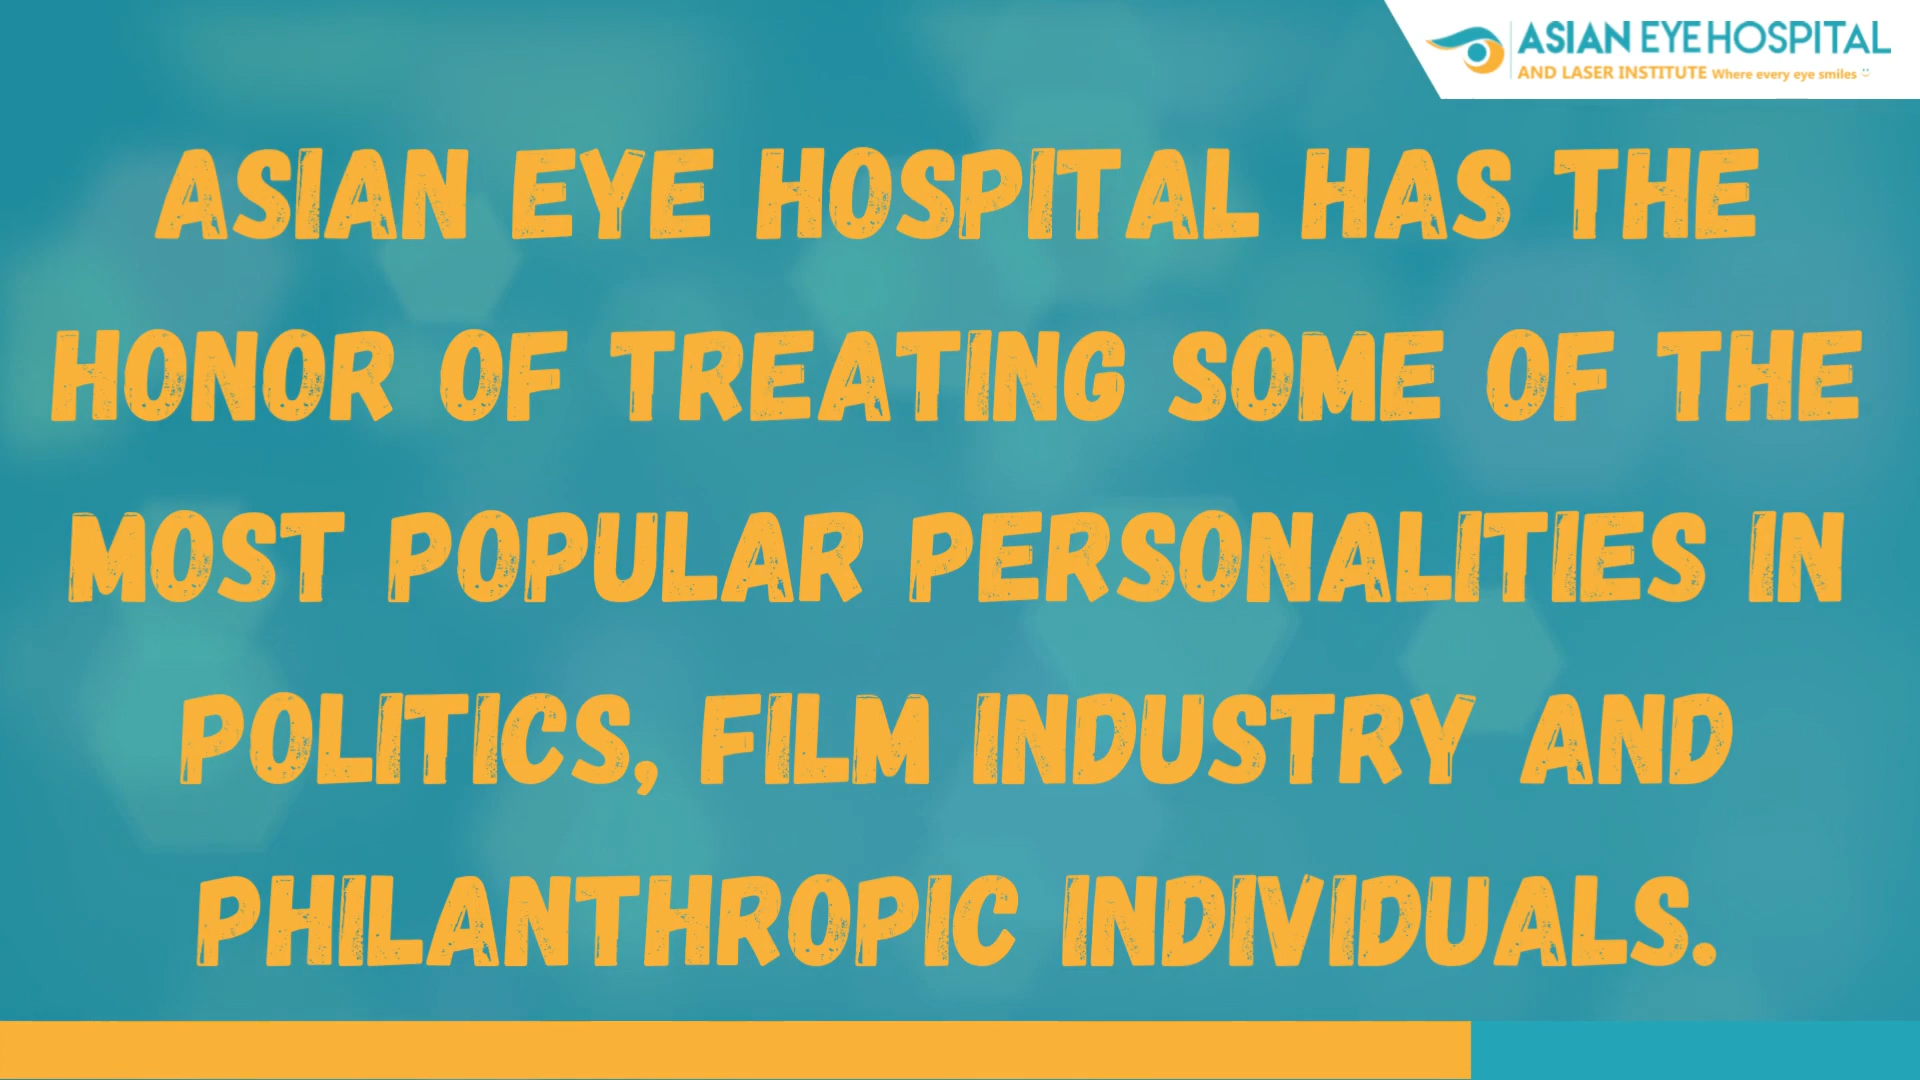 ASIAN EYE HOSPITAL
AND LASER INSTITUTE Where every eye smiles
ASIAN EYE HOSPITAL HAS THE
HONOR OF TREATING SOME OF THE
MOST POPULAR PERSONALITIES IN
POLITICS, FILM INDUSTRY AND
PHILANTHROPIC INDIVIDUALS.